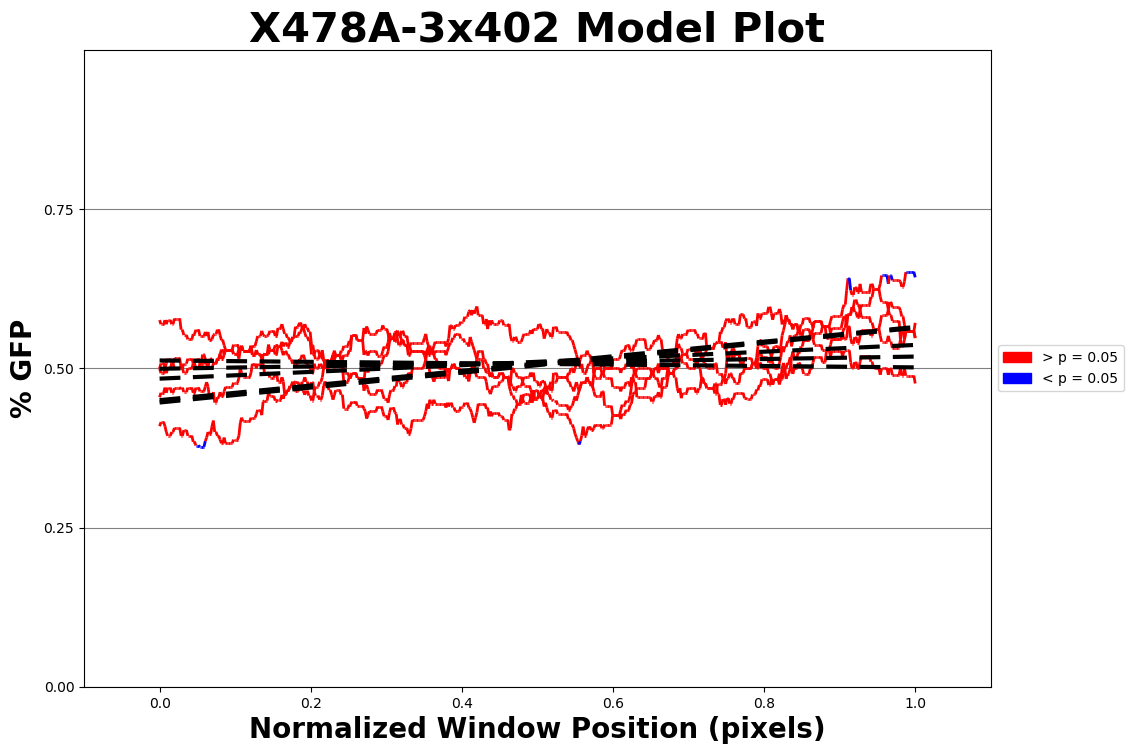 X478A-3x402 Model Plot
% GFP
0.75
0.50
0.25
0.00
0.0 0.2 0.4 0.6 0.8 1.0
Normalized Window Position (pixels)
> p = 0.05
< p = 0.05